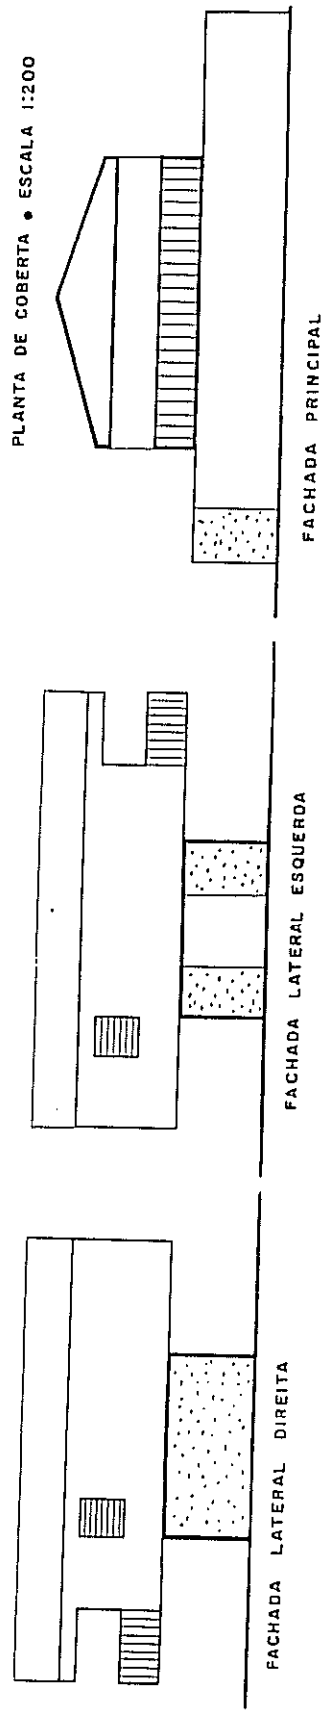 PLANTA DE COBERTA • ESCALA 1:200
FACHADA PRINCIPAL
FACHADA LATERAL ESQUERDA
FACHADA LATERAL DIREITA